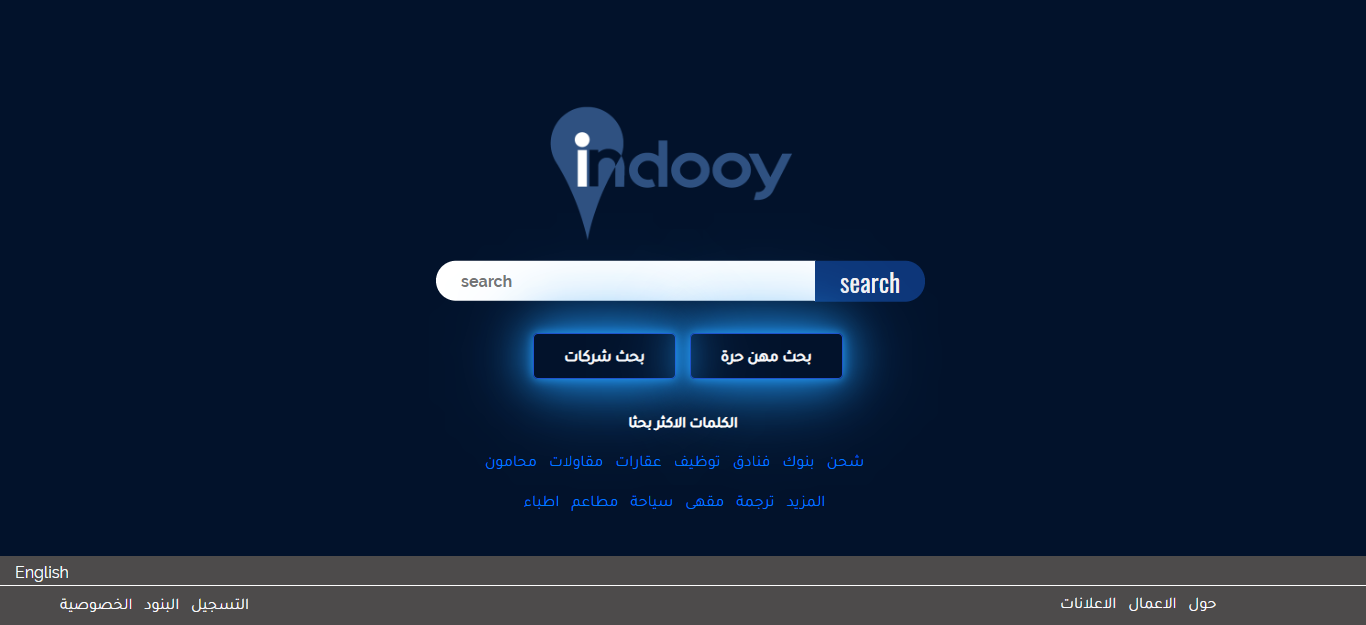 indooy
search search
بحث مهن حرة بحث شركات
الكلمات الاكثر بحثا
شحن بنوك فنادق توظيف عقارات مقاولات محامون
المزيد ترجمة مقهى سياحة مطاعم اطباء
English
حول الاعمال الاعلانات التسجيل البنود الخصوصية